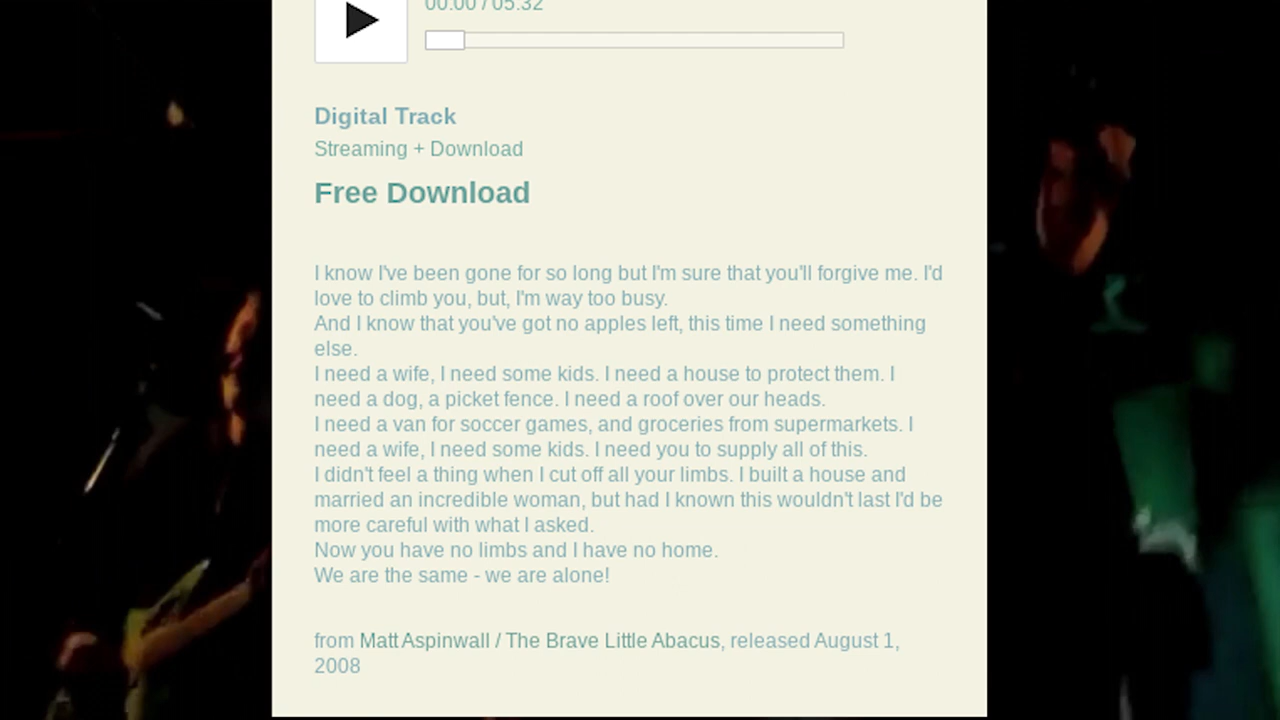 00:00 / 05:32
Digital Track
Streaming + Download
Free Download
I know I've been gone for so long but I'm sure that you'll forgive me. I'd
love to climb you, but, I'm way too busy.
And I know that you've got no apples left, this time I need something
else.
I need a wife, I need some kids. I need a house to protect them. I
need a dog, a picket fence. I need a roof over our heads.
I need a van for soccer games, and groceries from supermarkets. I
need a wife, I need some kids. I need you to supply all of this.
I didn't feel a thing when I cut off all your limbs. I built a house and
married an incredible woman, but had I known this wouldn't last I'd be
more careful with what I asked.
Now you have no limbs and I have no home.
We are the same - we are alone!
from Matt Aspinwall / The Brave Little Abacus, released August 1,
2008